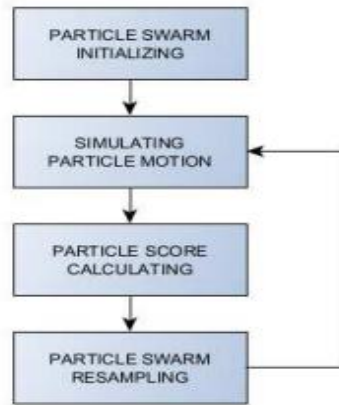 PARTICLE SWARM
INITIALIZING
SIMULATING
PARTICLE MOTION
PARTICLE SCORE
CALCULATING
PARTICLE SWARM
RESAMPLING